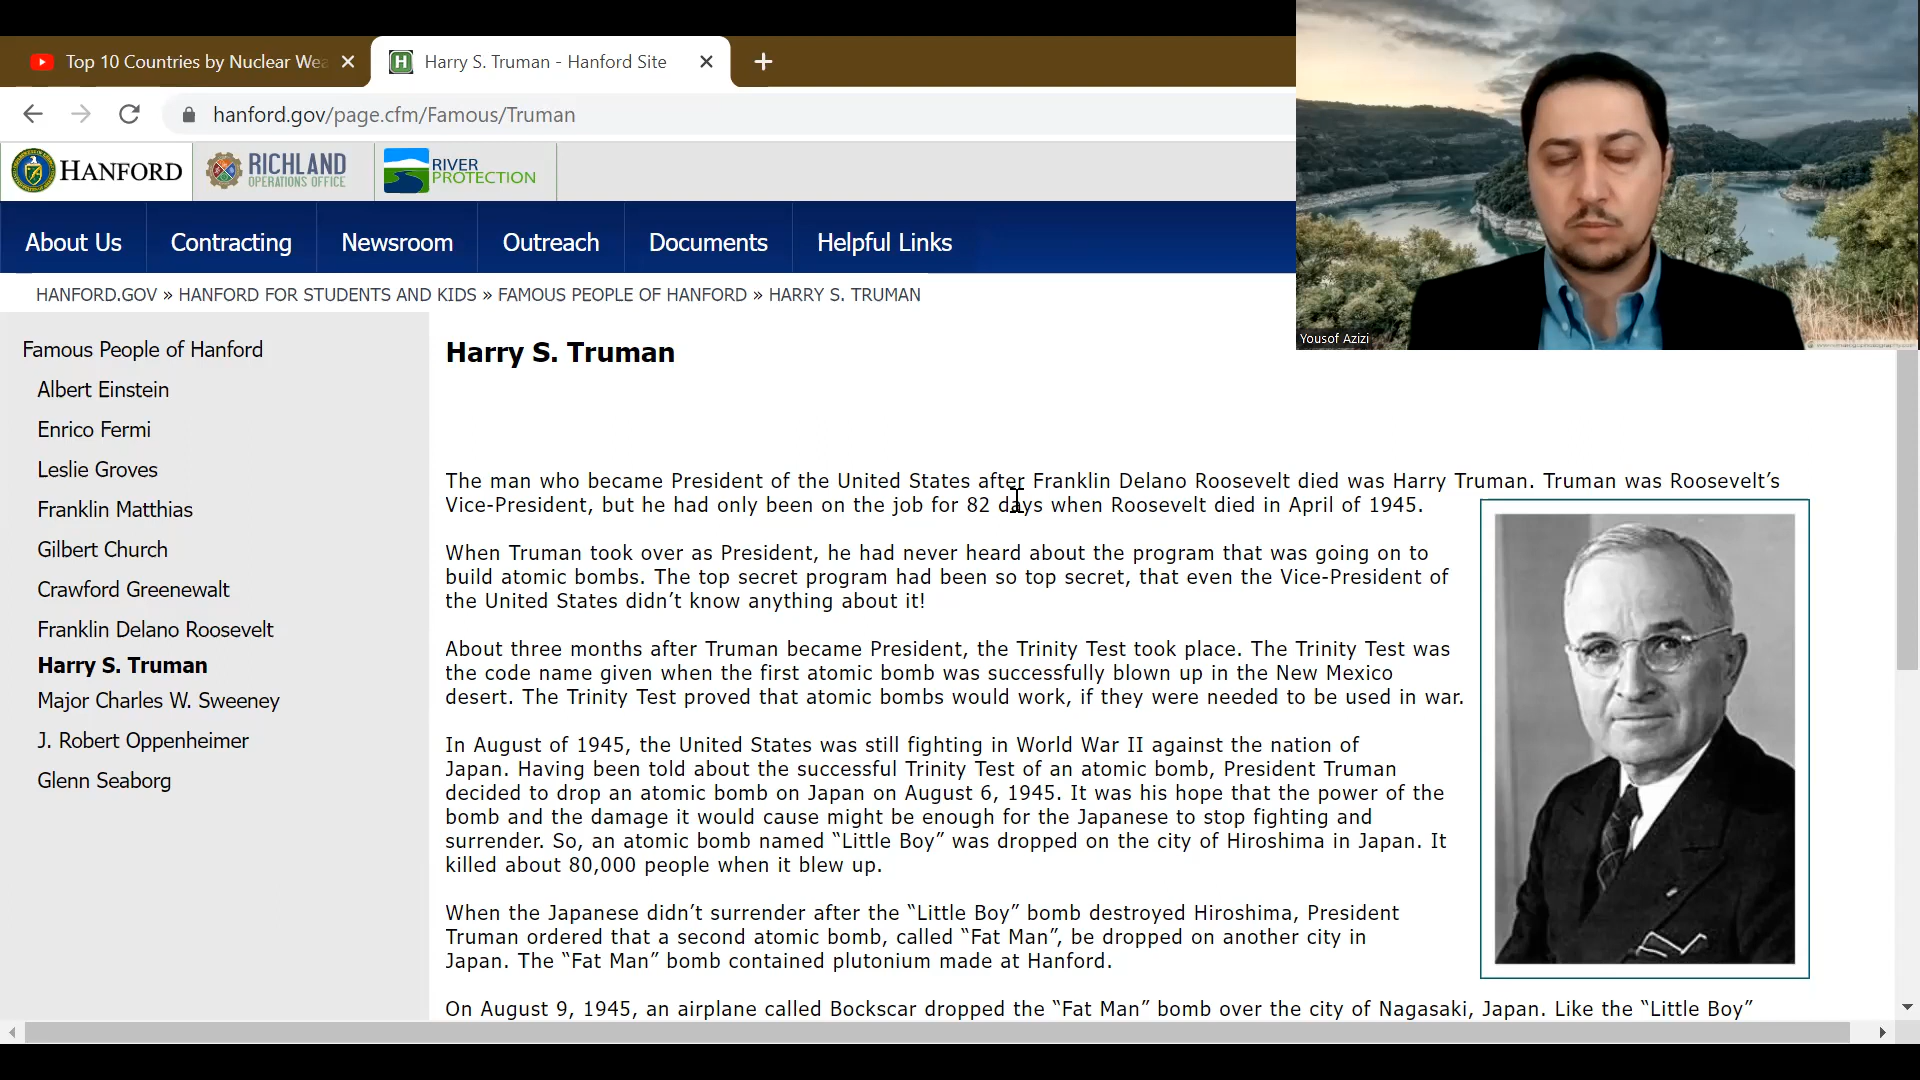 Top 10 Countries by Nuclear Wea
Harry S. Truman - Hanford Site
hanford.gov/page.cfm/Famous/Truman
HANFORD
RICHLAND
OPERATIONS OFFICE
RIVER
PROTECTION
About Us
Contracting
Newsroom
Outreach
Documents
Helpful Links
HANFORD.GOV » HANFORD FOR STUDENTS AND KIDS » FAMOUS PEOPLE OF HANFORD » HARRY S. TRUMAN
Yousof Azizi
Famous People of Hanford
Albert Einstein
Enrico Fermi
Leslie Groves
Franklin Matthias
Gilbert Church
Crawford Greenewalt
Franklin Delano Roosevelt
Harry S. Truman
Major Charles W. Sweeney
J. Robert Oppenheimer
Glenn Seaborg
Harry S. Truman
The man who became President of the United States after Franklin Delano Roosevelt died was Harry Truman. Truman was Roosevelt’s
Vice-President, but he had only been on the job for 82 days when Roosevelt died in April of 1945.
When Truman took over as President, he had never heard about the program that was going on to
build atomic bombs. The top secret program had been so top secret, that even the Vice-President of
the United States didn’t know anything about it!
About three months after Truman became President, the Trinity Test took place. The Trinity Test was
the code name given when the first atomic bomb was successfully blown up in the New Mexico
desert. The Trinity Test proved that atomic bombs would work, if they were needed to be used in war.
In August of 1945, the United States was still fighting in World War II against the nation of
Japan. Having been told about the successful Trinity Test of an atomic bomb, President Truman
decided to drop an atomic bomb on Japan on August 6, 1945. It was his hope that the power of the
bomb and the damage it would cause might be enough for the Japanese to stop fighting and
surrender. So, an atomic bomb named “Little Boy” was dropped on the city of Hiroshima in Japan. It
killed about 80,000 people when it blew up.
When the Japanese didn’t surrender after the “Little Boy” bomb destroyed Hiroshima, President
Truman ordered that a second atomic bomb, called “Fat Man”, be dropped on another city in
Japan. The “Fat Man” bomb contained plutonium made at Hanford.
On August 9, 1945, an airplane called Bockscar dropped the “Fat Man” bomb over the city of Nagasaki, Japan. Like the “Little Boy”